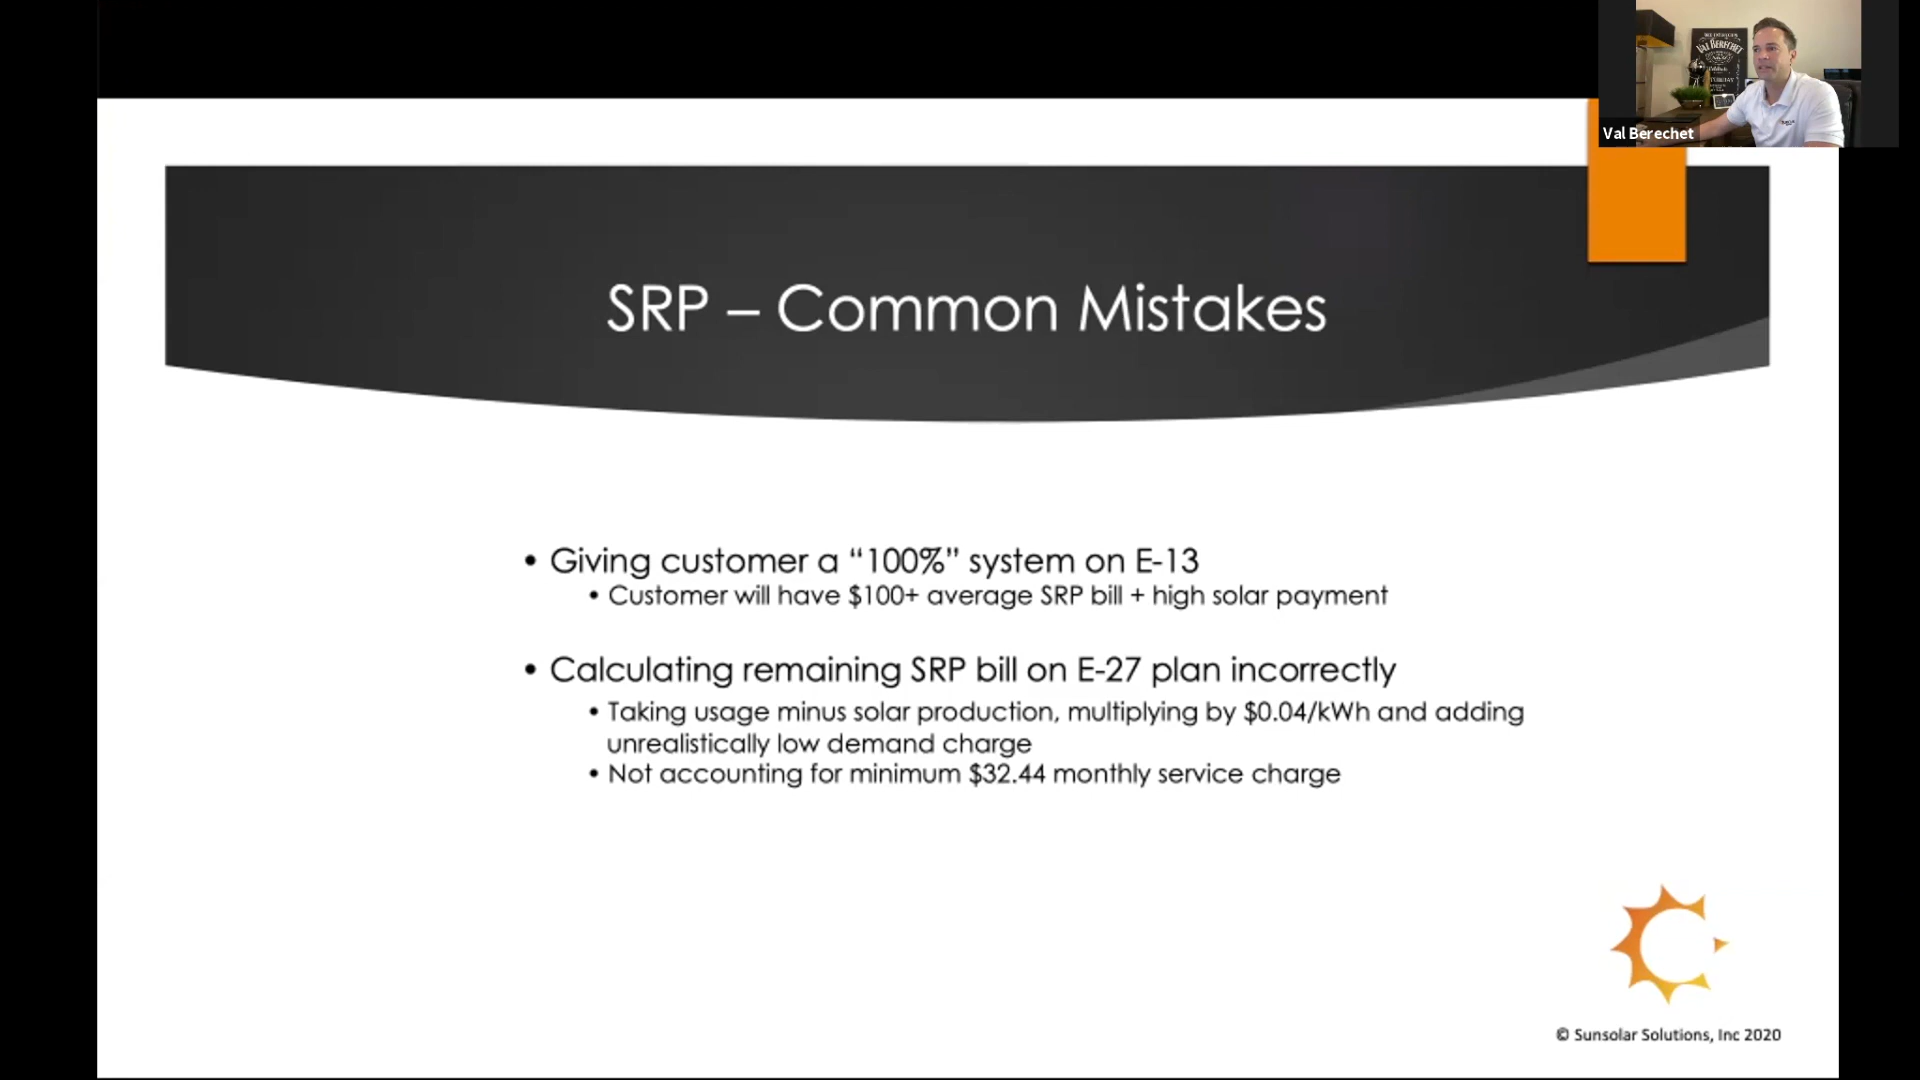 VAL BERECHET
Val Berechet
SRP – Common Mistakes
• Giving customer a “100%” system on E-13
• Customer will have $100+ average SRP bill + high solar payment
• Calculating remaining SRP bill on E-27 plan incorrectly
• Taking usage minus solar production, multiplying by $0.04/kWh and adding
unrealistically low demand charge
• Not accounting for minimum $32.44 monthly service charge
© Sunsolar Solutions, Inc 2020